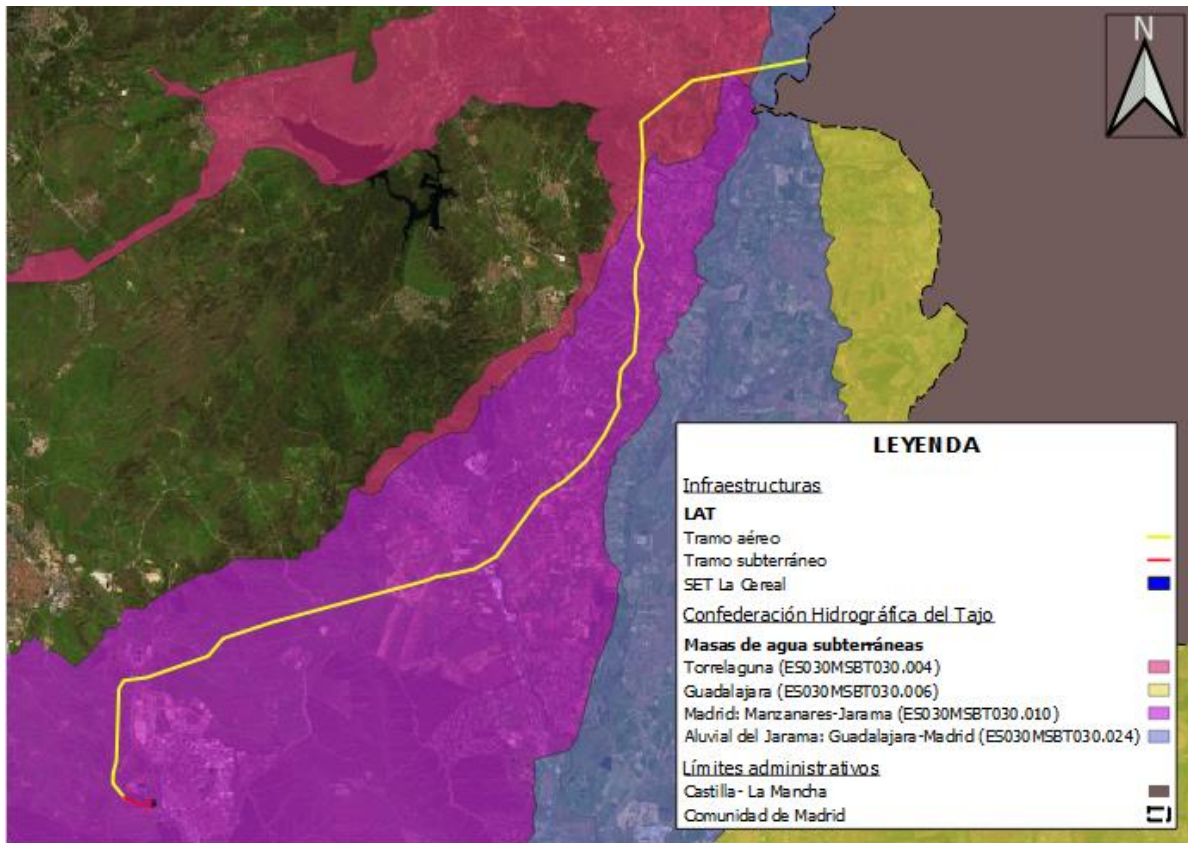 N
LEYENDA
Infraestructuras
LAT
Tramo aéreo
Tramo subterráneo
SET La Cereal
Confederación Hidrográfica del Tajo
Masas de agua subterráneas
Torrelaguna (ES030MSBT030.004)
Guadalajara (ES030MSBT030.006)
Madrid: Manzanares-Jarama (ES030MSBT030.010)
Aluvial del Jarama: Guadalajara-Madrid (ES030MSBT030.024)
Límites administrativos
Castilla- La Mancha
Comunidad de Madrid